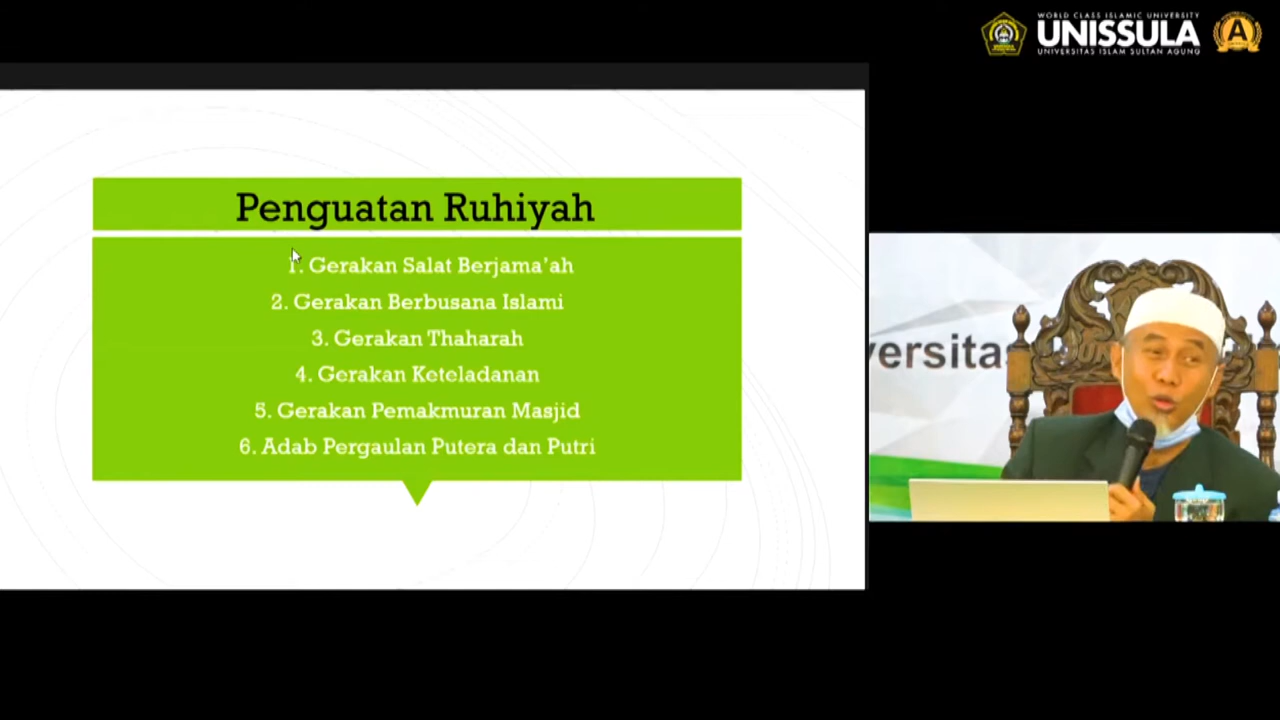 WORLD CLASS ISLAMIC UNIVERSITY
UNISSULA
UNIVERSITAS ISLAM SULTAN AGUNG
A
Penguatan Ruhiyah
1. Gerakan Salat Berjama’ah
2. Gerakan Berbusana Islami
3. Gerakan Thaharah
4. Gerakan Keteladanan
5. Gerakan Pemakmuran Masjid
6. Adab Pergaulan Putera dan Putri
versitas